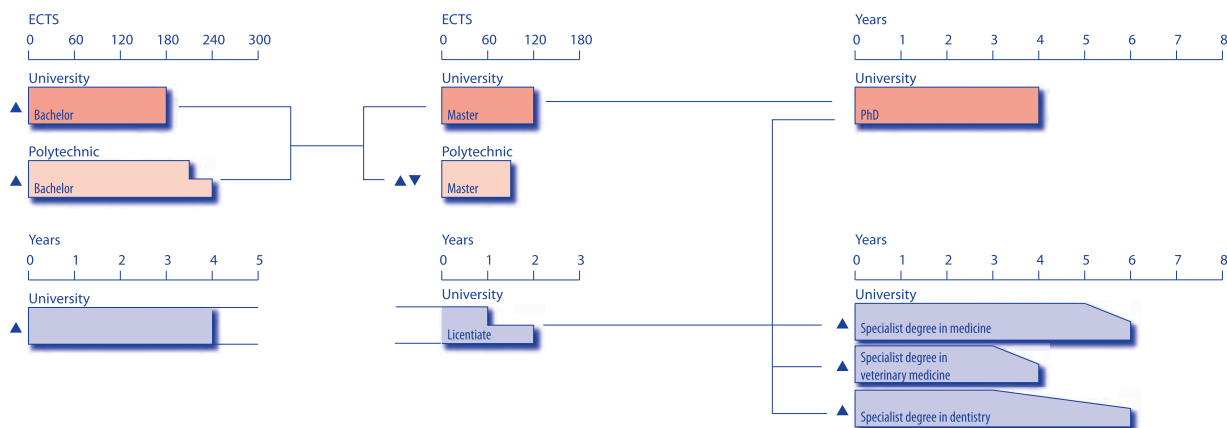 ECTS
0 60 120 180 240 300
University
Bachelor
Polytechnic
Bachelor
ECTS
0 60 120 180
University
Master
Polytechnic
Master
Years
0 1 2 3 4 5 6 7 8
University
PhD
Years
0 1 2 3 4 5
University
Years
0 1 2 3
University
Licentiate
Years
0 1 2 3 4 5 6 7 8
University
Specialist degree in medicine
Specialist degree in
veterinary medicine
Specialist degree in dentistry